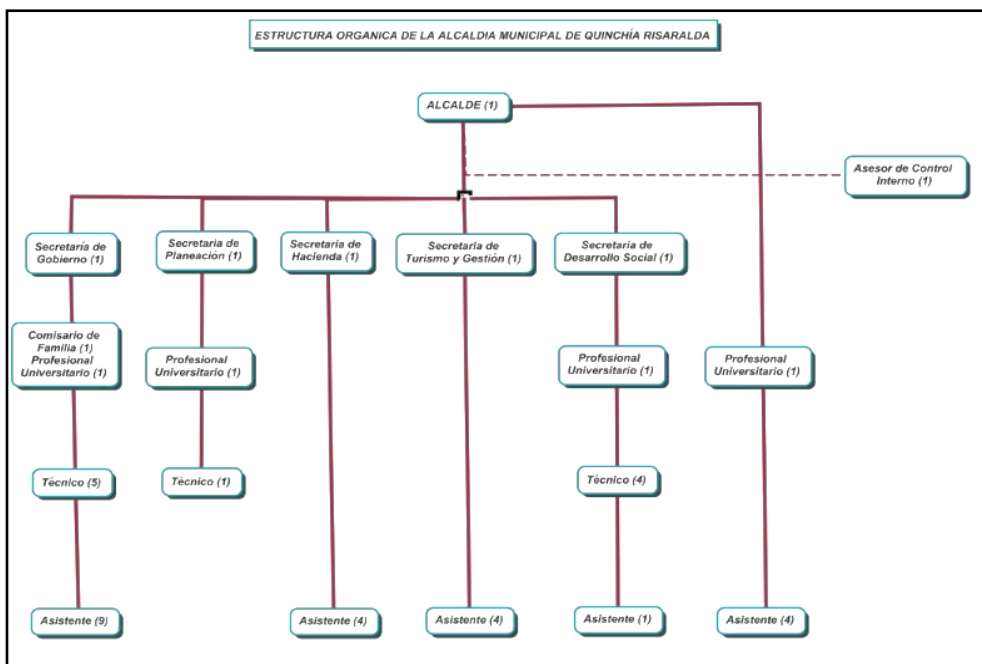 ESTRUCTURA ORGANICA DE LA ALCALDIA MUNICIPAL DE QUINCHÍA RISARALDA
ALCALDE (1)
Asesor de Control
Interno (1)
Secretaría de
Gobierno (1)
Secretaria de
Planeación (1)
Secretaria de
Hacienda (1)
Secretaria de
Turismo y Gestión (1)
Secretaría de
Desarrollo Social (1)
Comisario de
Familia (1)
Profesional
Universitario (1)
Profesional
Universitario (1)
Profesional
Universitario (1)
Profesional
Universitario (1)
Técnico (5)
Técnico (1)
Técnico (4)
Asistente (9)
Asistente (4)
Asistente (4)
Asistente (1)
Asistente (4)